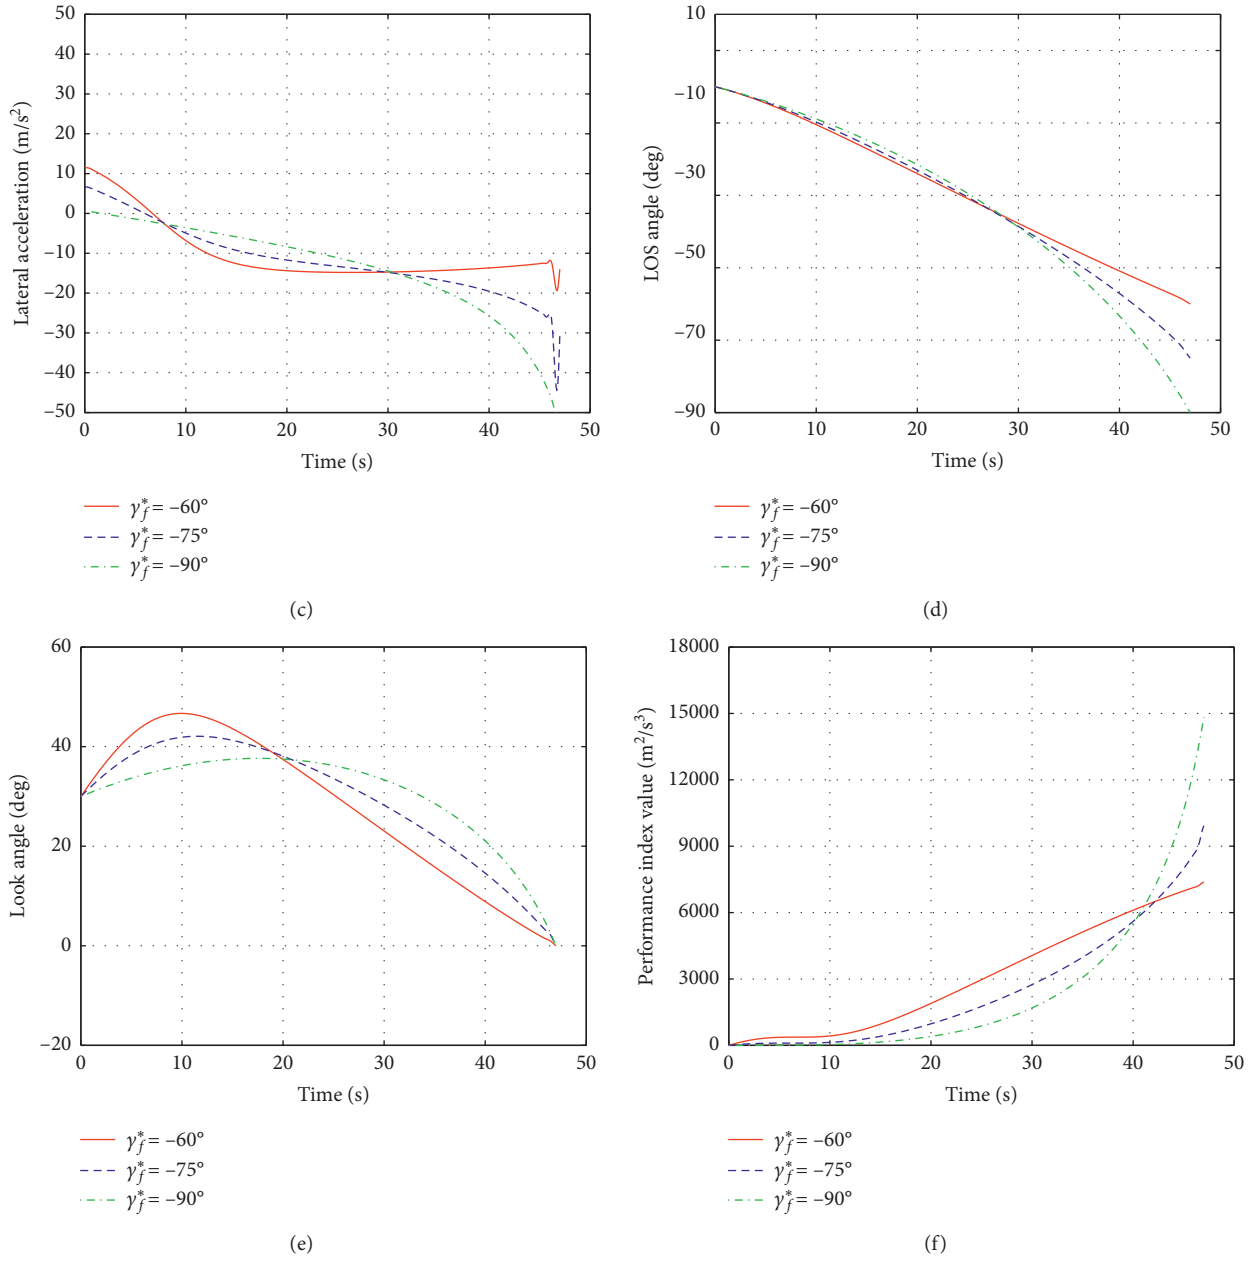 50
40
30
20
10
0
–10
–20
–30
–40
–50
Lateral acceleration (m/s²)
0 10 20 30 40 50
Time (s)
γ*f = –60°
γ*f = –75°
γ*f = –90°
(c)
10
–10
–30
–50
–70
–90
LOS angle (deg)
0 10 20 30 40 50
Time (s)
γ*f = –60°
γ*f = –75°
γ*f = –90°
(d)
60
40
20
0
–20
Look angle (deg)
0 10 20 30 40 50
Time (s)
γ*f = –60°
γ*f = –75°
γ*f = –90°
(e)
18000
15000
12000
9000
6000
3000
0
Performance index value (m²/s³)
0 10 20 30 40 50
Time (s)
γ*f = –60°
γ*f = –75°
γ*f = –90°
(f)